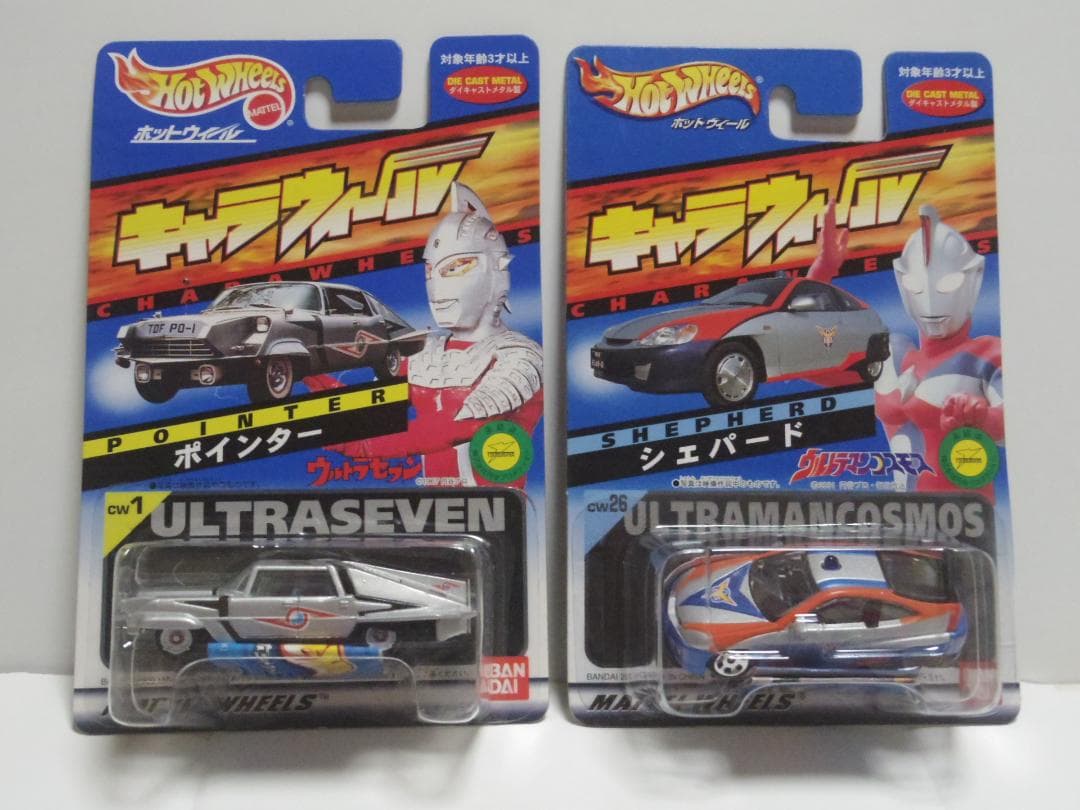 HOT WHEELS
MATTEL
ホットウィール
対象年齢3才以上
DIE CAST METAL
ダイキャストメタル製
キャラウィール
CHARAWHEELS
TDF PO-1
POINTER
ポインター
ウルトラセブン
CW1
ULTRASEVEN
BANDAI
WHEELS
HOT WHEELS
ホットウィール
対象年齢3才以上
DIE CAST METAL
ダイキャストメタル製
キャラウィール
SHEPHERD
シェパード
ウルトラマンコスモス
CW26
ULTRAMANCOSMOS
BANDAI
WHEELS